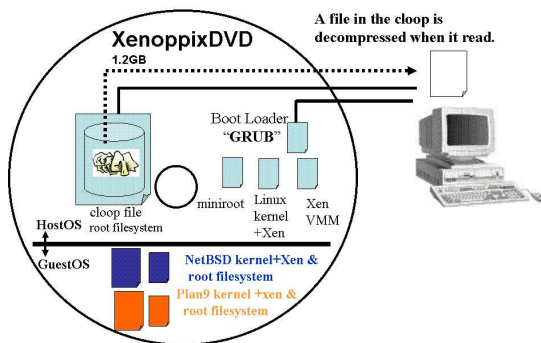 A file in the cloop is
decompressed when it read.
XenoppixDVD
1.2GB
Boot Loader
“GRUB”
cloop file
root filesystem
miniroot
Linux
kernel
+Xen
Xen
VMM
HostOS
GuestOS
NetBSD kernel+Xen &
root filesystem
Plan9 kernel +xen &
root filesystem